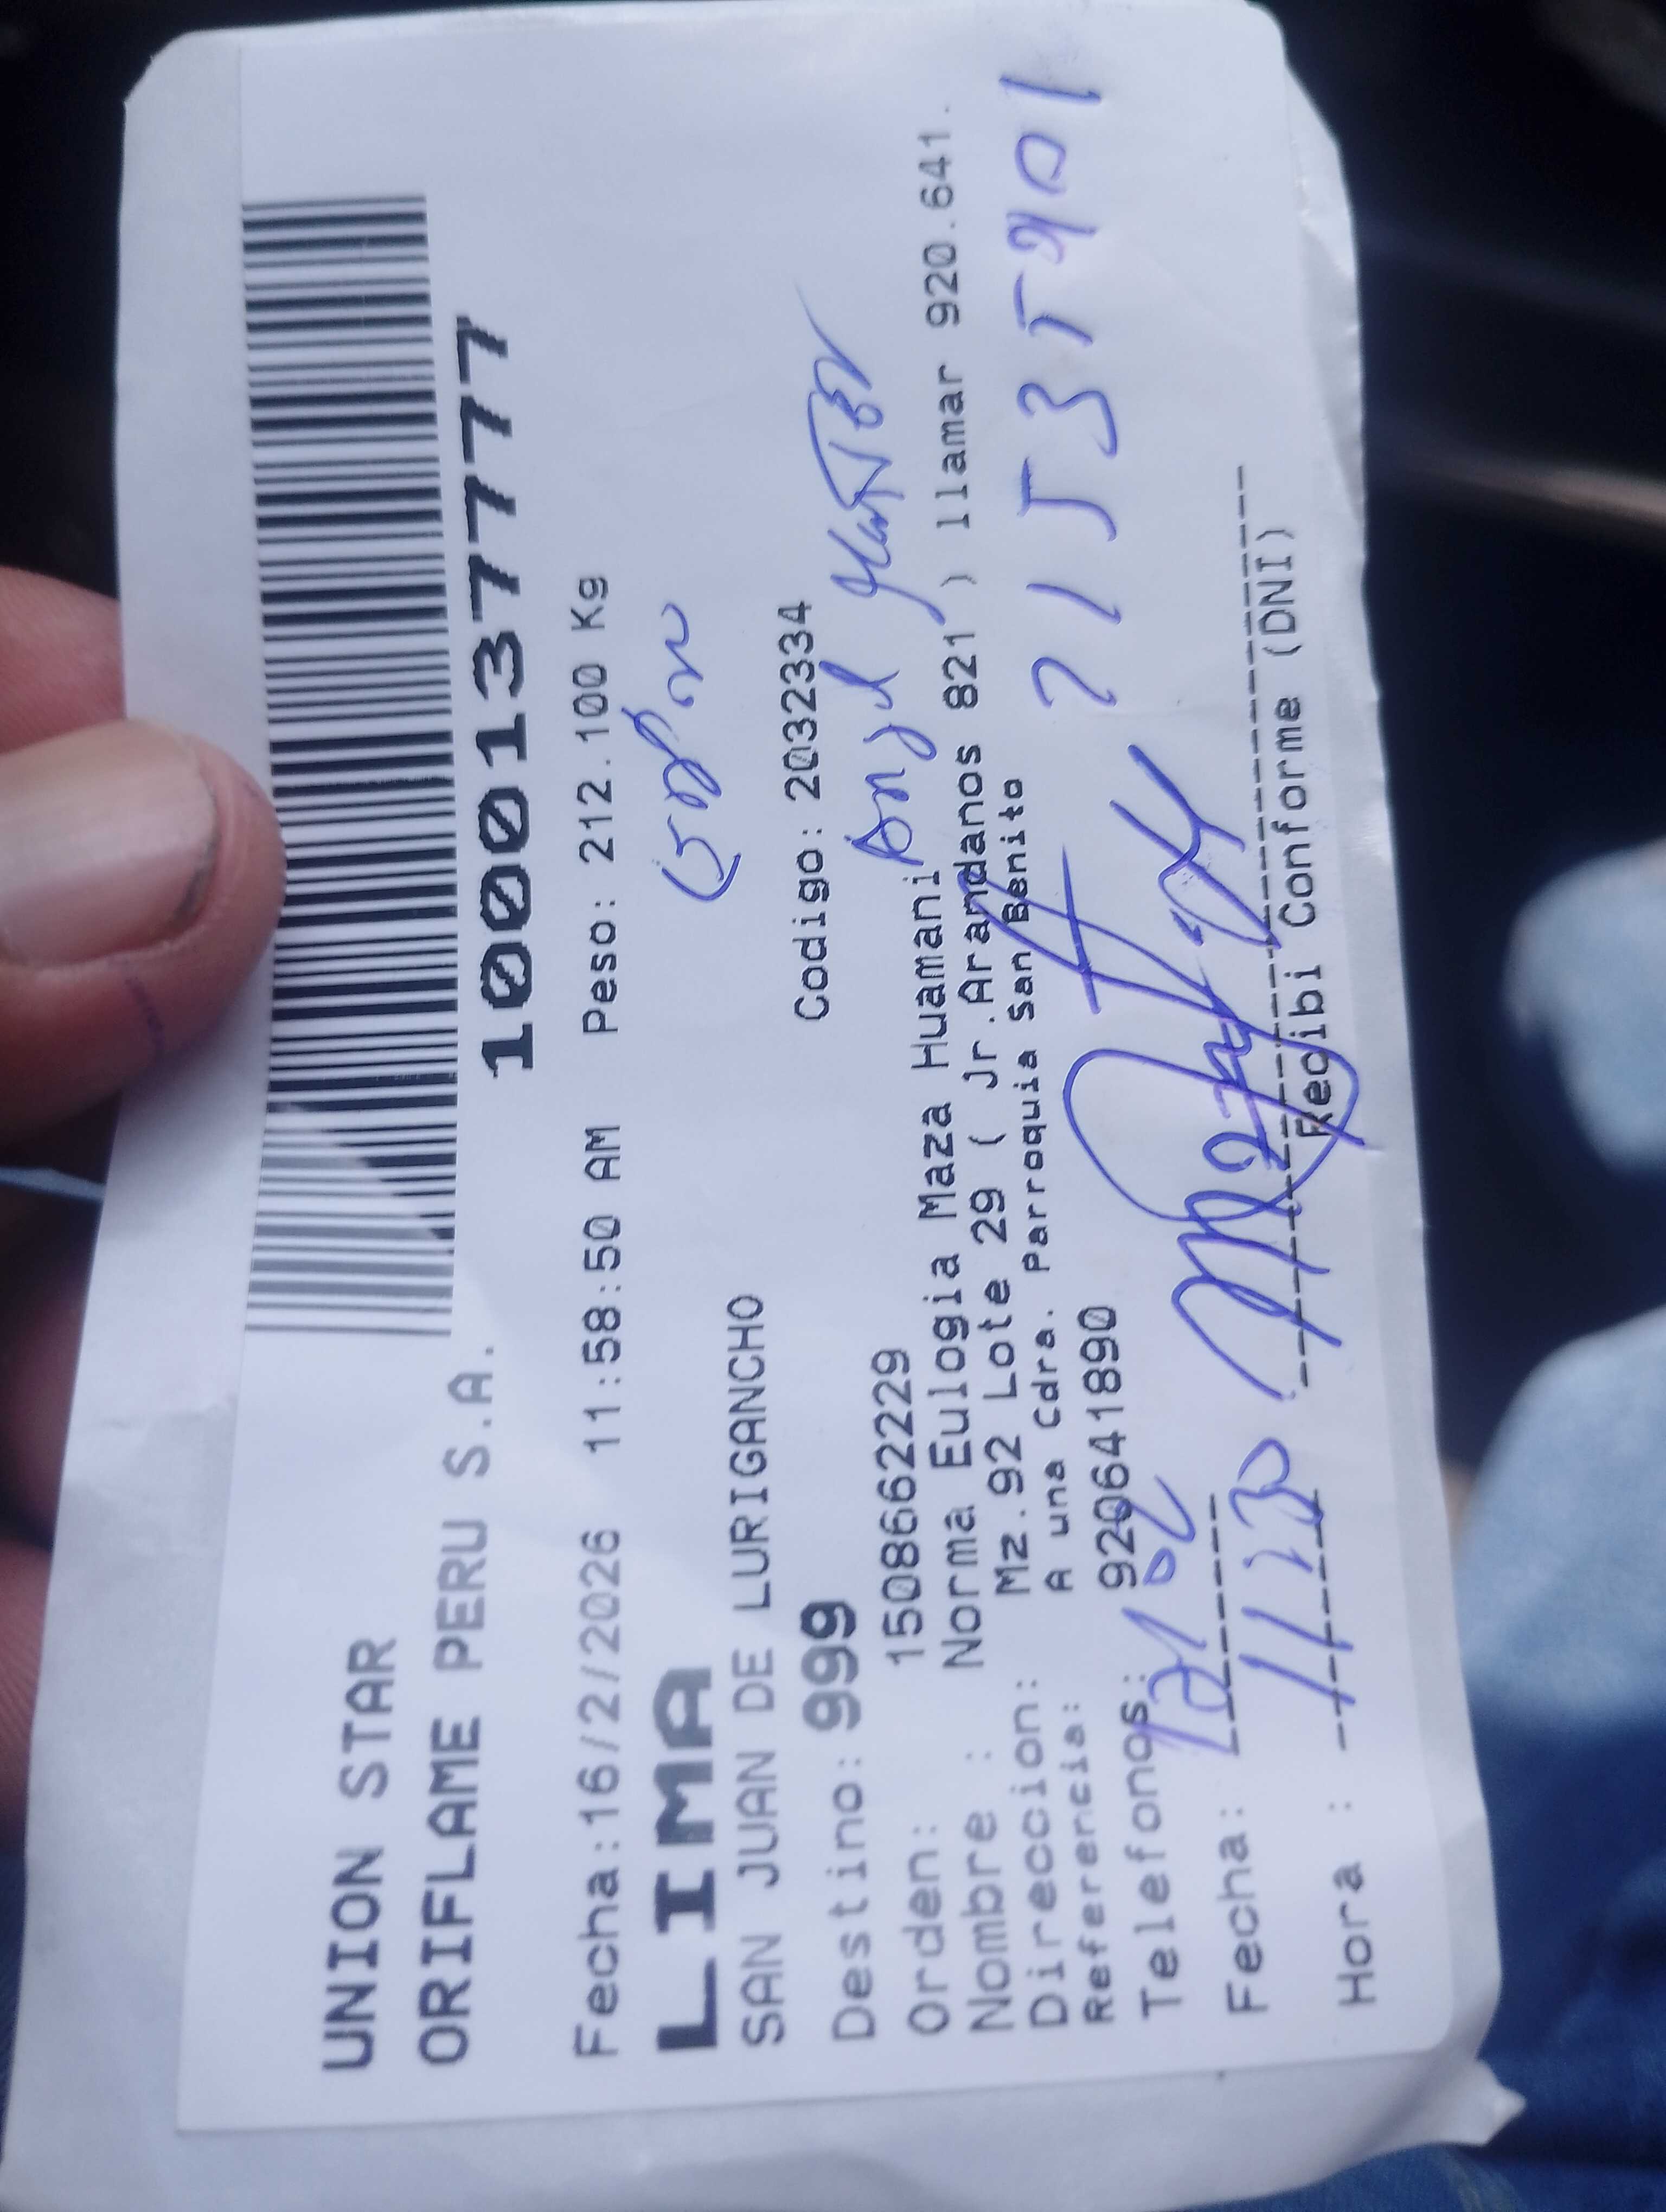 UNION STAR
ORIFLAME PERU S.A.
1000137777
Fecha:16/2/2026 11:58:50 AM Peso: 212.100 Kg
LIMA
SAN JUAN DE LURIGANCHO
Destino: 999 Codigo: 2032334
Orden: 1508662229
Nombre : Norma Eulogia Maza Huamani
Direccion: Mz.92 Lote 29 ( Jr.Arandanos 821 ) llamar 920.641.
Referencia: A una Cdra. Parroquia San Benito
Telefonos: 920641890
71535901
Fecha:
Hora :
Recibi Conforme (DNI)